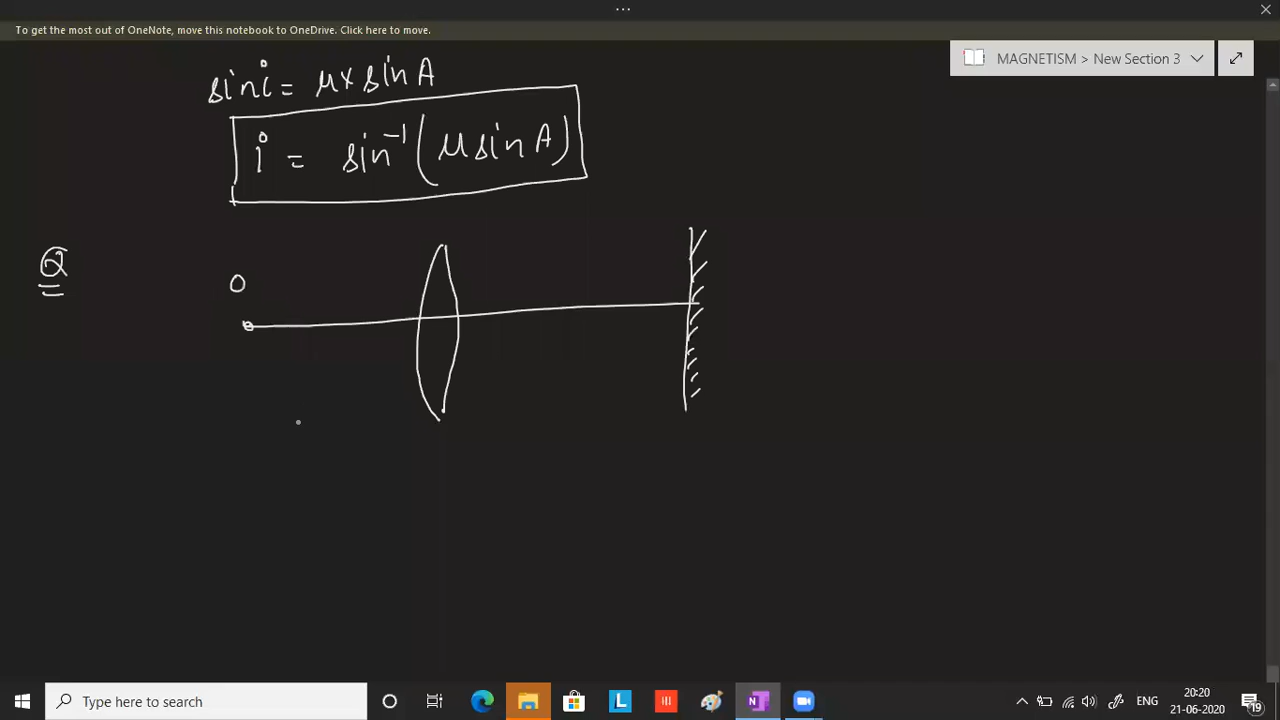 ...
To get the most out of OneNote, move this notebook to OneDrive. Click here to move.
MAGNETISM > New Section 3
sin i = μ x sin A
i = sin⁻¹ (μ sin A)
Q
O
Type here to search
L
N
ENG
20:20
21-06-2020
19